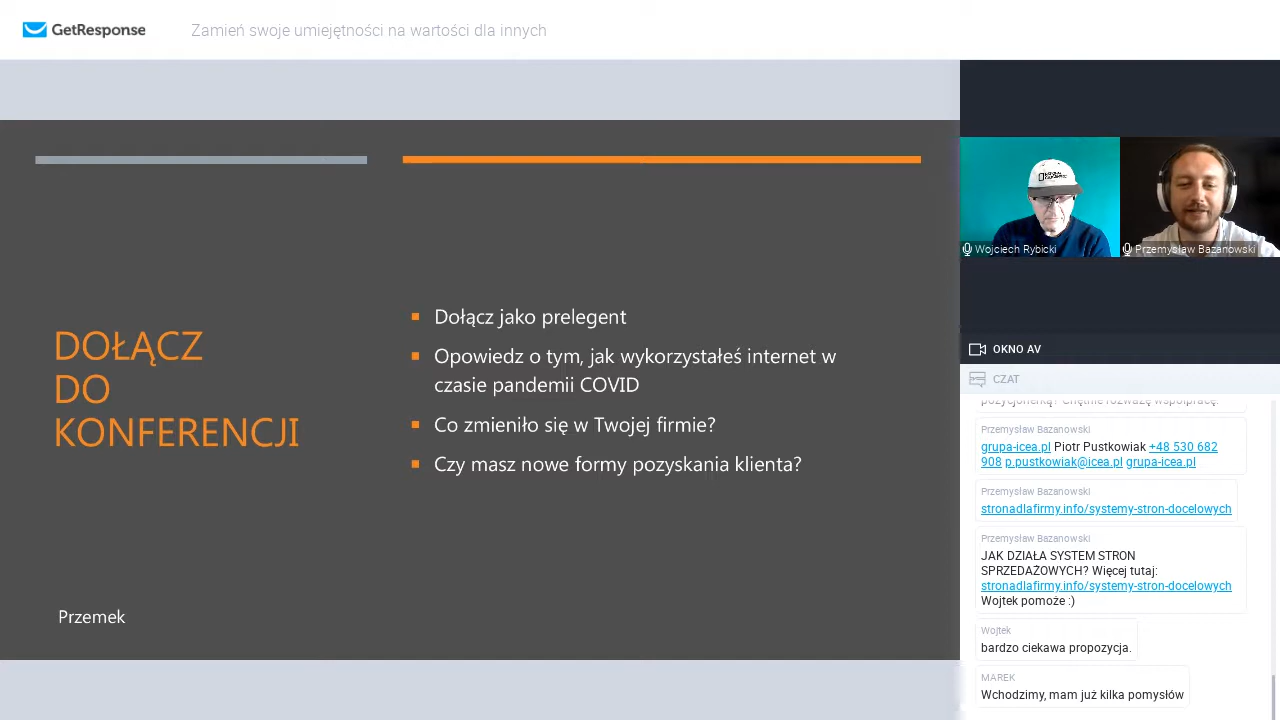 GetResponse
Zamień swoje umiejętności na wartości dla innych
DOŁĄCZ
DO
KONFERENCJI
Przemek
Dołącz jako prelegent
Opowiedz o tym, jak wykorzystałeś internet w
czasie pandemii COVID
Co zmieniło się w Twojej firmie?
Czy masz nowe formy pozyskania klienta?
Wojciech Rybicki
Przemysław Bazanowski
OKNO AV
CZAT
Chętnie rozważę współpracę.
Przemysław Bazanowski
grupa-icea.pl Piotr Pustkowiak +48 530 682
908 p.pustkowiak@icea.pl grupa-icea.pl
Przemysław Bazanowski
stronadlafirmy.info/systemy-stron-docelowych
Przemysław Bazanowski
JAK DZIAŁA SYSTEM STRON
SPRZEDAŻOWYCH? Więcej tutaj:
stronadlafirmy.info/systemy-stron-docelowych
Wojtek pomoże :)
Wojtek
bardzo ciekawa propozycja.
MAREK
Wchodzimy, mam już kilka pomysłów